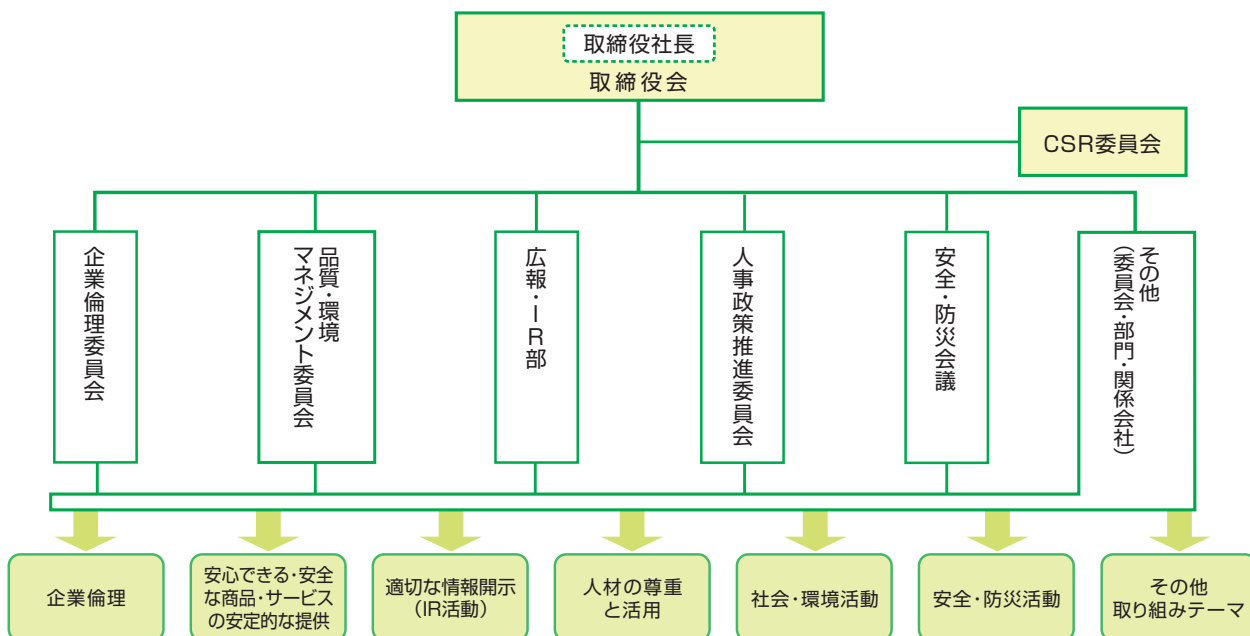 取締役社長
取締役会
CSR委員会
企業倫理委員会
品質・環境
マネジメント委員会
広報・IR部
人事政策推進委員会
安全・防災会議
その他
（委員会・部門・関係会社）
企業倫理
安心できる・安全
な商品・サービス
の安定的な提供
適切な情報開示
（IR活動）
人材の尊重
と活用
社会・環境活動
安全・防災活動
その他
取り組みテーマ